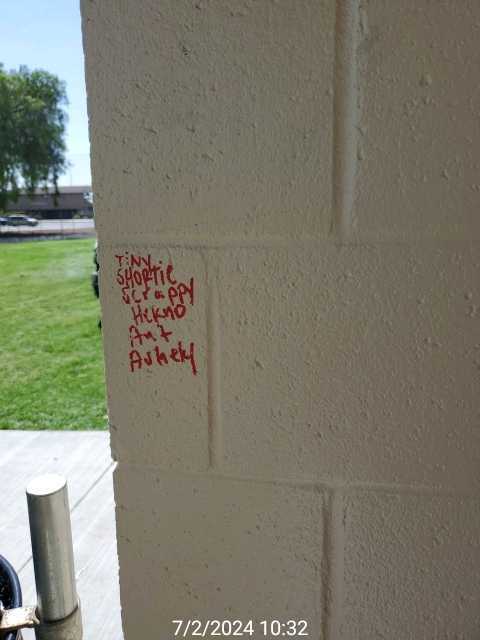 TiNY
SHORTIE
Scrappy
Hekno
Ant
Ashely
7/2/2024 10:32